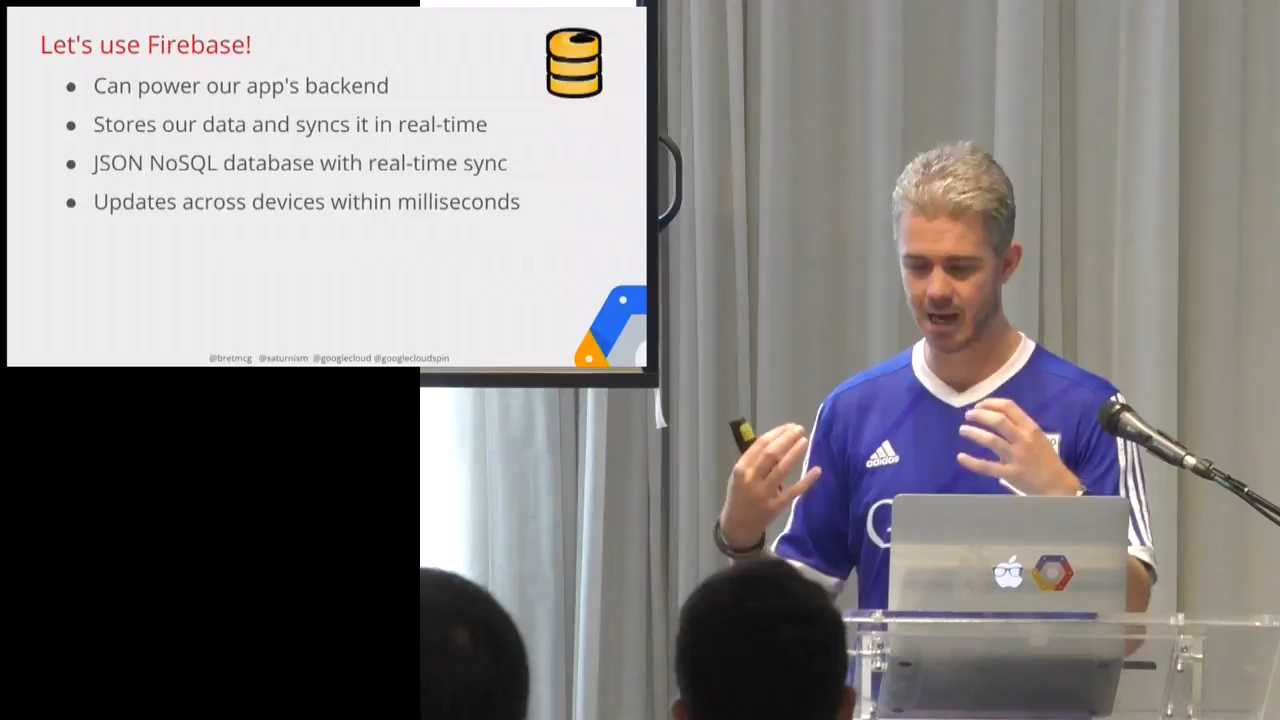 Let's use Firebase!
● Can power our app's backend
● Stores our data and syncs it in real-time
● JSON NoSQL database with real-time sync
● Updates across devices within milliseconds
@bretmcg @saturnism @googlecloud @googlecloudspin
adidas